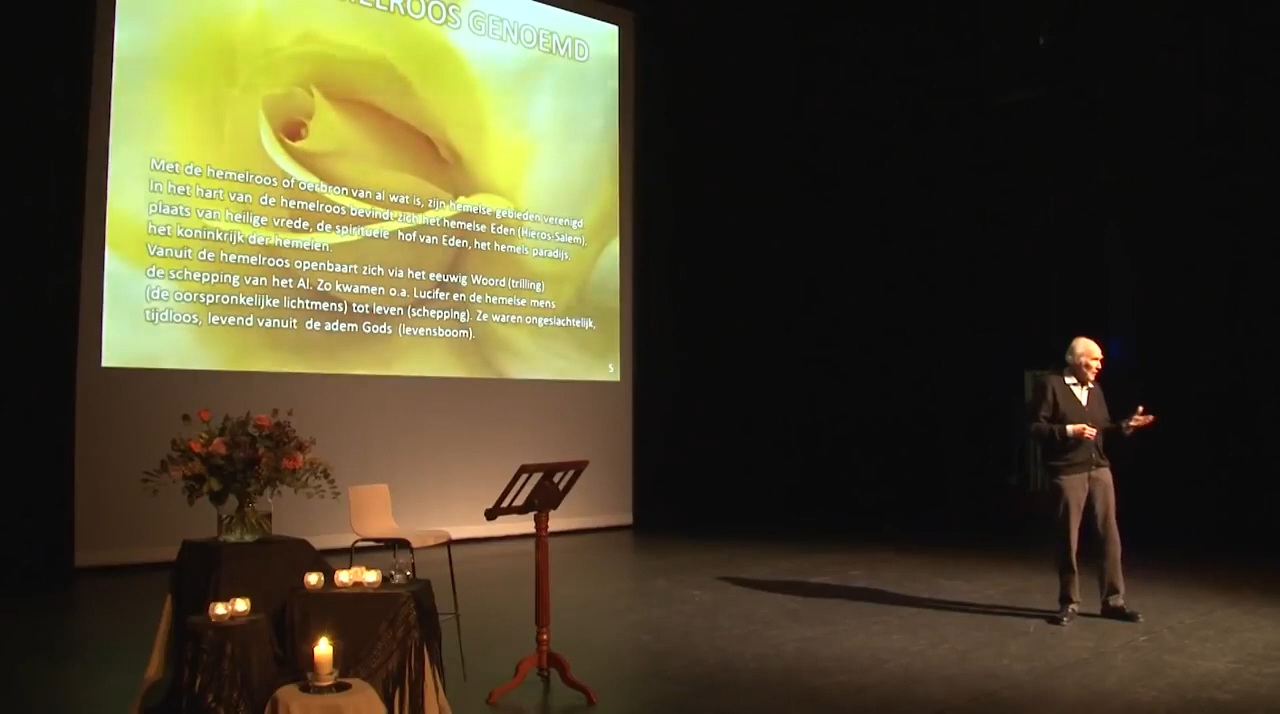 HEMELROOS GENOEMD
Met de hemelroos of oerbron van al wat is, zijn hemelse gebieden verenigd.
In het hart van de hemelroos bevindt zich het hemelse Eden (Hieros-Salem),
plaats van heilige vrede, de spirituele hof van Eden, het hemels paradijs,
het koninkrijk der hemelen.
Vanuit de hemelroos openbaart zich via het eeuwig Woord (trilling)
de schepping van het Al. Zo kwamen o.a. Lucifer en de hemelse mens
(de oorspronkelijke lichtmens) tot leven (schepping). Ze waren ongeslachtelijk,
tijdloos, levend vanuit de adem Gods (levensboom).
5